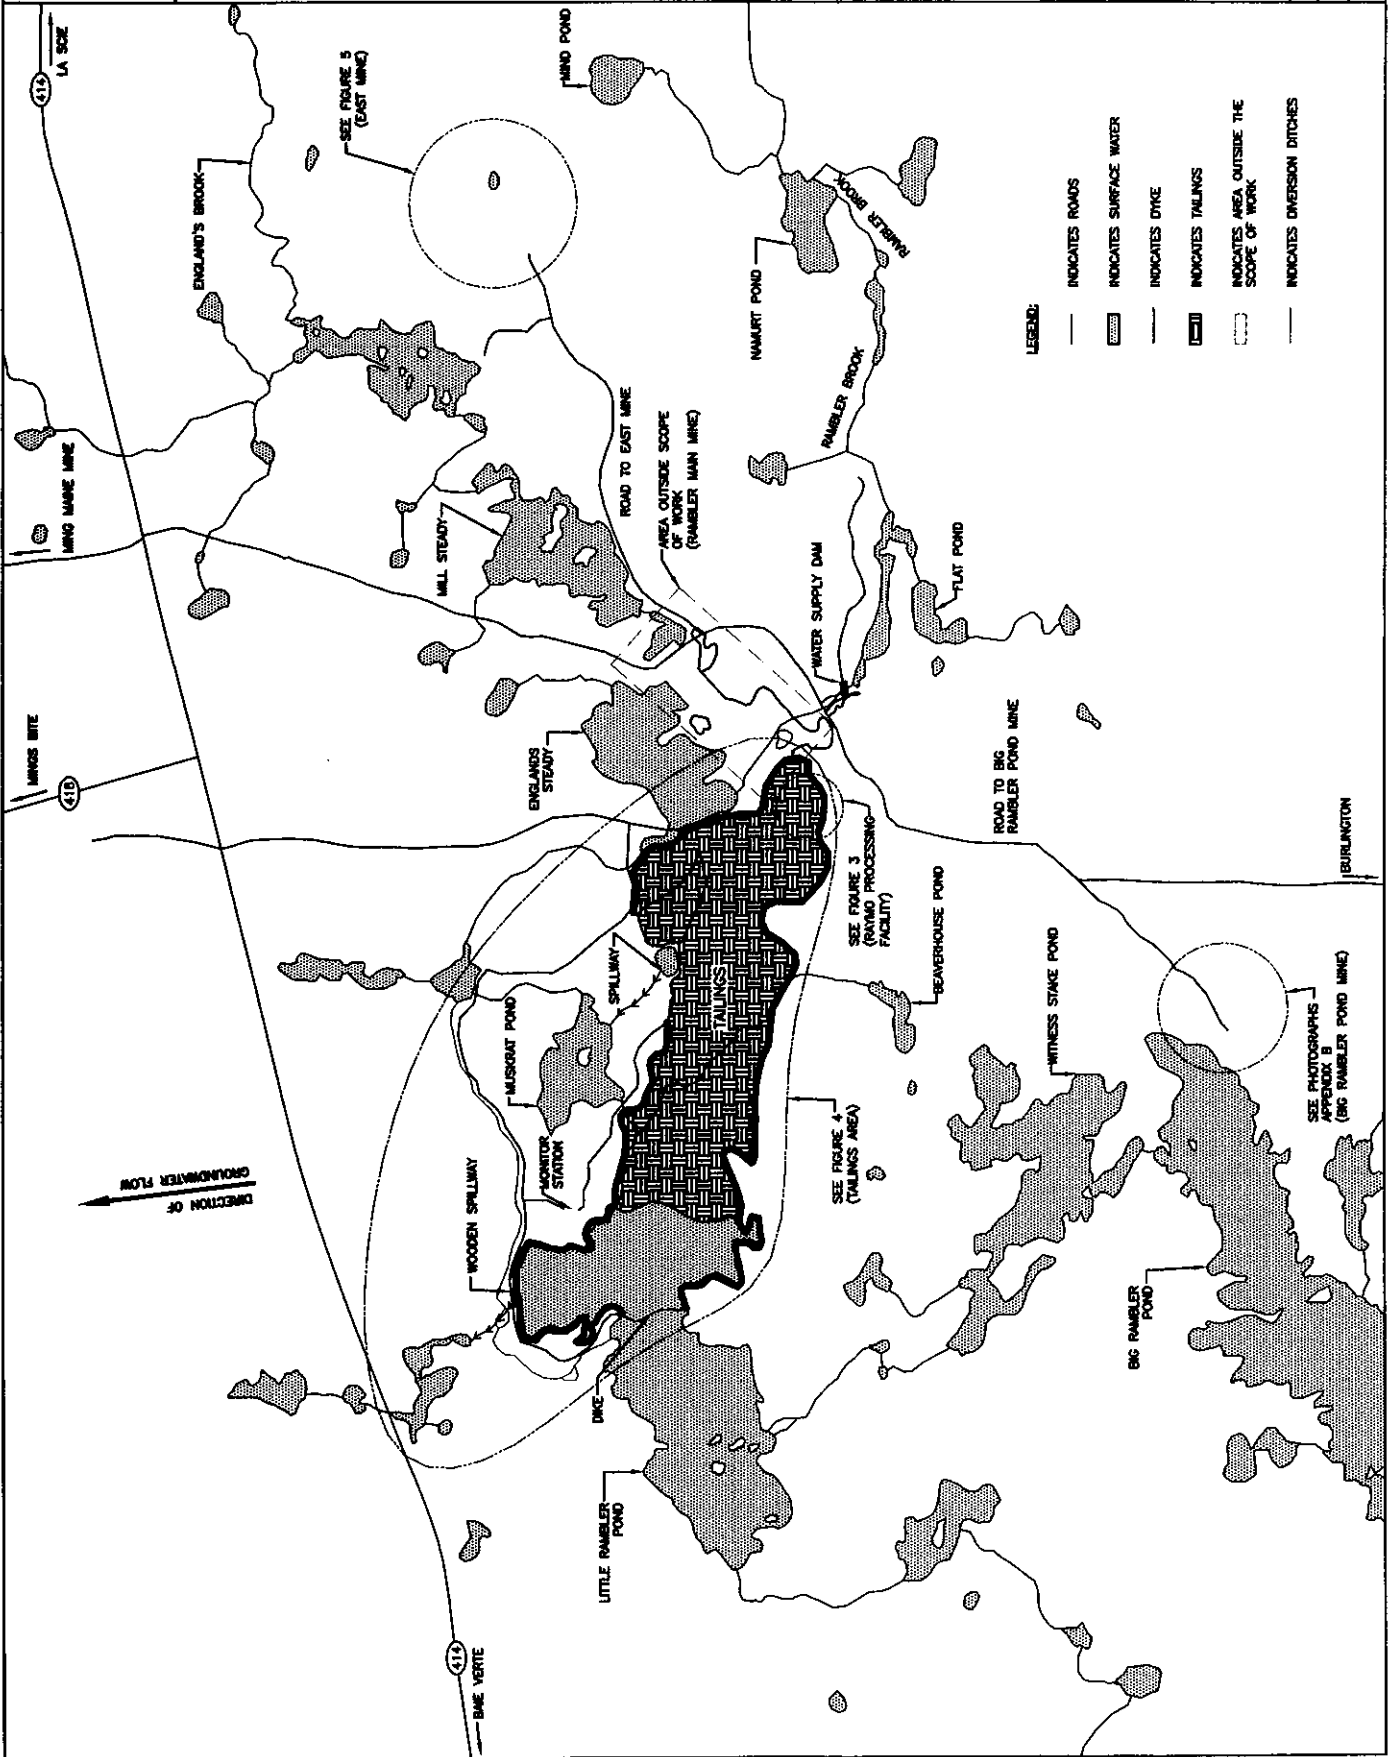 414
LA SCIE
MING MAINE MINE
MINGS BITE
418
ENGLAND'S BROOK
SEE FIGURE 5
(EAST MINE)
MIND POND
MILL STEADY
ROAD TO EAST MINE
AREA OUTSIDE SCOPE
OF WORK
(RAMBLER MAIN MINE)
NAMURT POND
RAMBLER BROOK
RAMBLER BROOK
ENGLANDS
STEADY
WATER SUPPLY DAM
FLAT POND
ROAD TO BIG
RAMBLER POND MINE
BURLINGTON
SEE FIGURE 3
(RAYMO PROCESSING
FACILITY)
BEAVERHOUSE POND
WITNESS STAKE POND
SPILLWAY
MUSKRAT POND
TAILINGS
MONITOR
STATION
WOODEN SPILLWAY
DIRECTION OF
GROUNDWATER FLOW
SEE FIGURE 4
(TAILINGS AREA)
SEE PHOTOGRAPHS
APPENDIX B
(BIG RAMBLER POND MINE)
BIG RAMBLER
POND
DIKE
LITTLE RAMBLER
POND
414
BAIE VERTE
LEGEND:
INDICATES ROADS
INDICATES SURFACE WATER
INDICATES DYKE
INDICATES TAILINGS
INDICATES AREA OUTSIDE THE
SCOPE OF WORK
INDICATES DIVERSION DITCHES